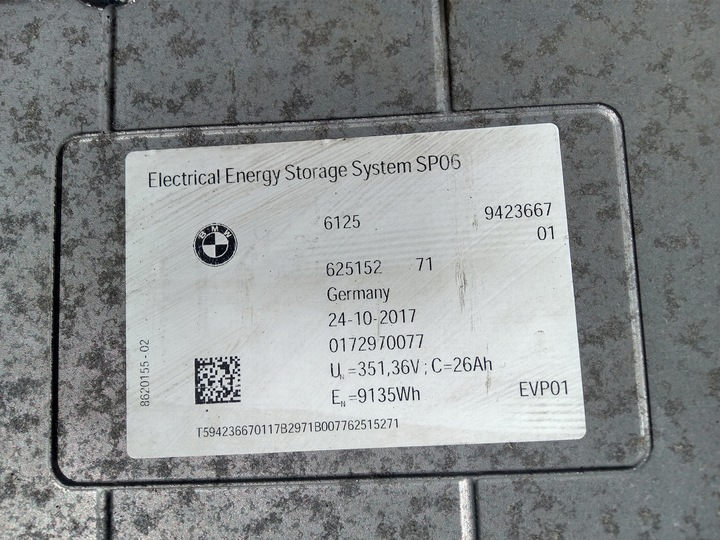 Electrical Energy Storage System SP06
BMW
6125 9423667
01
625152 71
Germany
24-10-2017
0172970077
UN=351,36V ; C=26Ah
EN=9135Wh EVP01
8620155-02
T594236670117B2971B007762515271